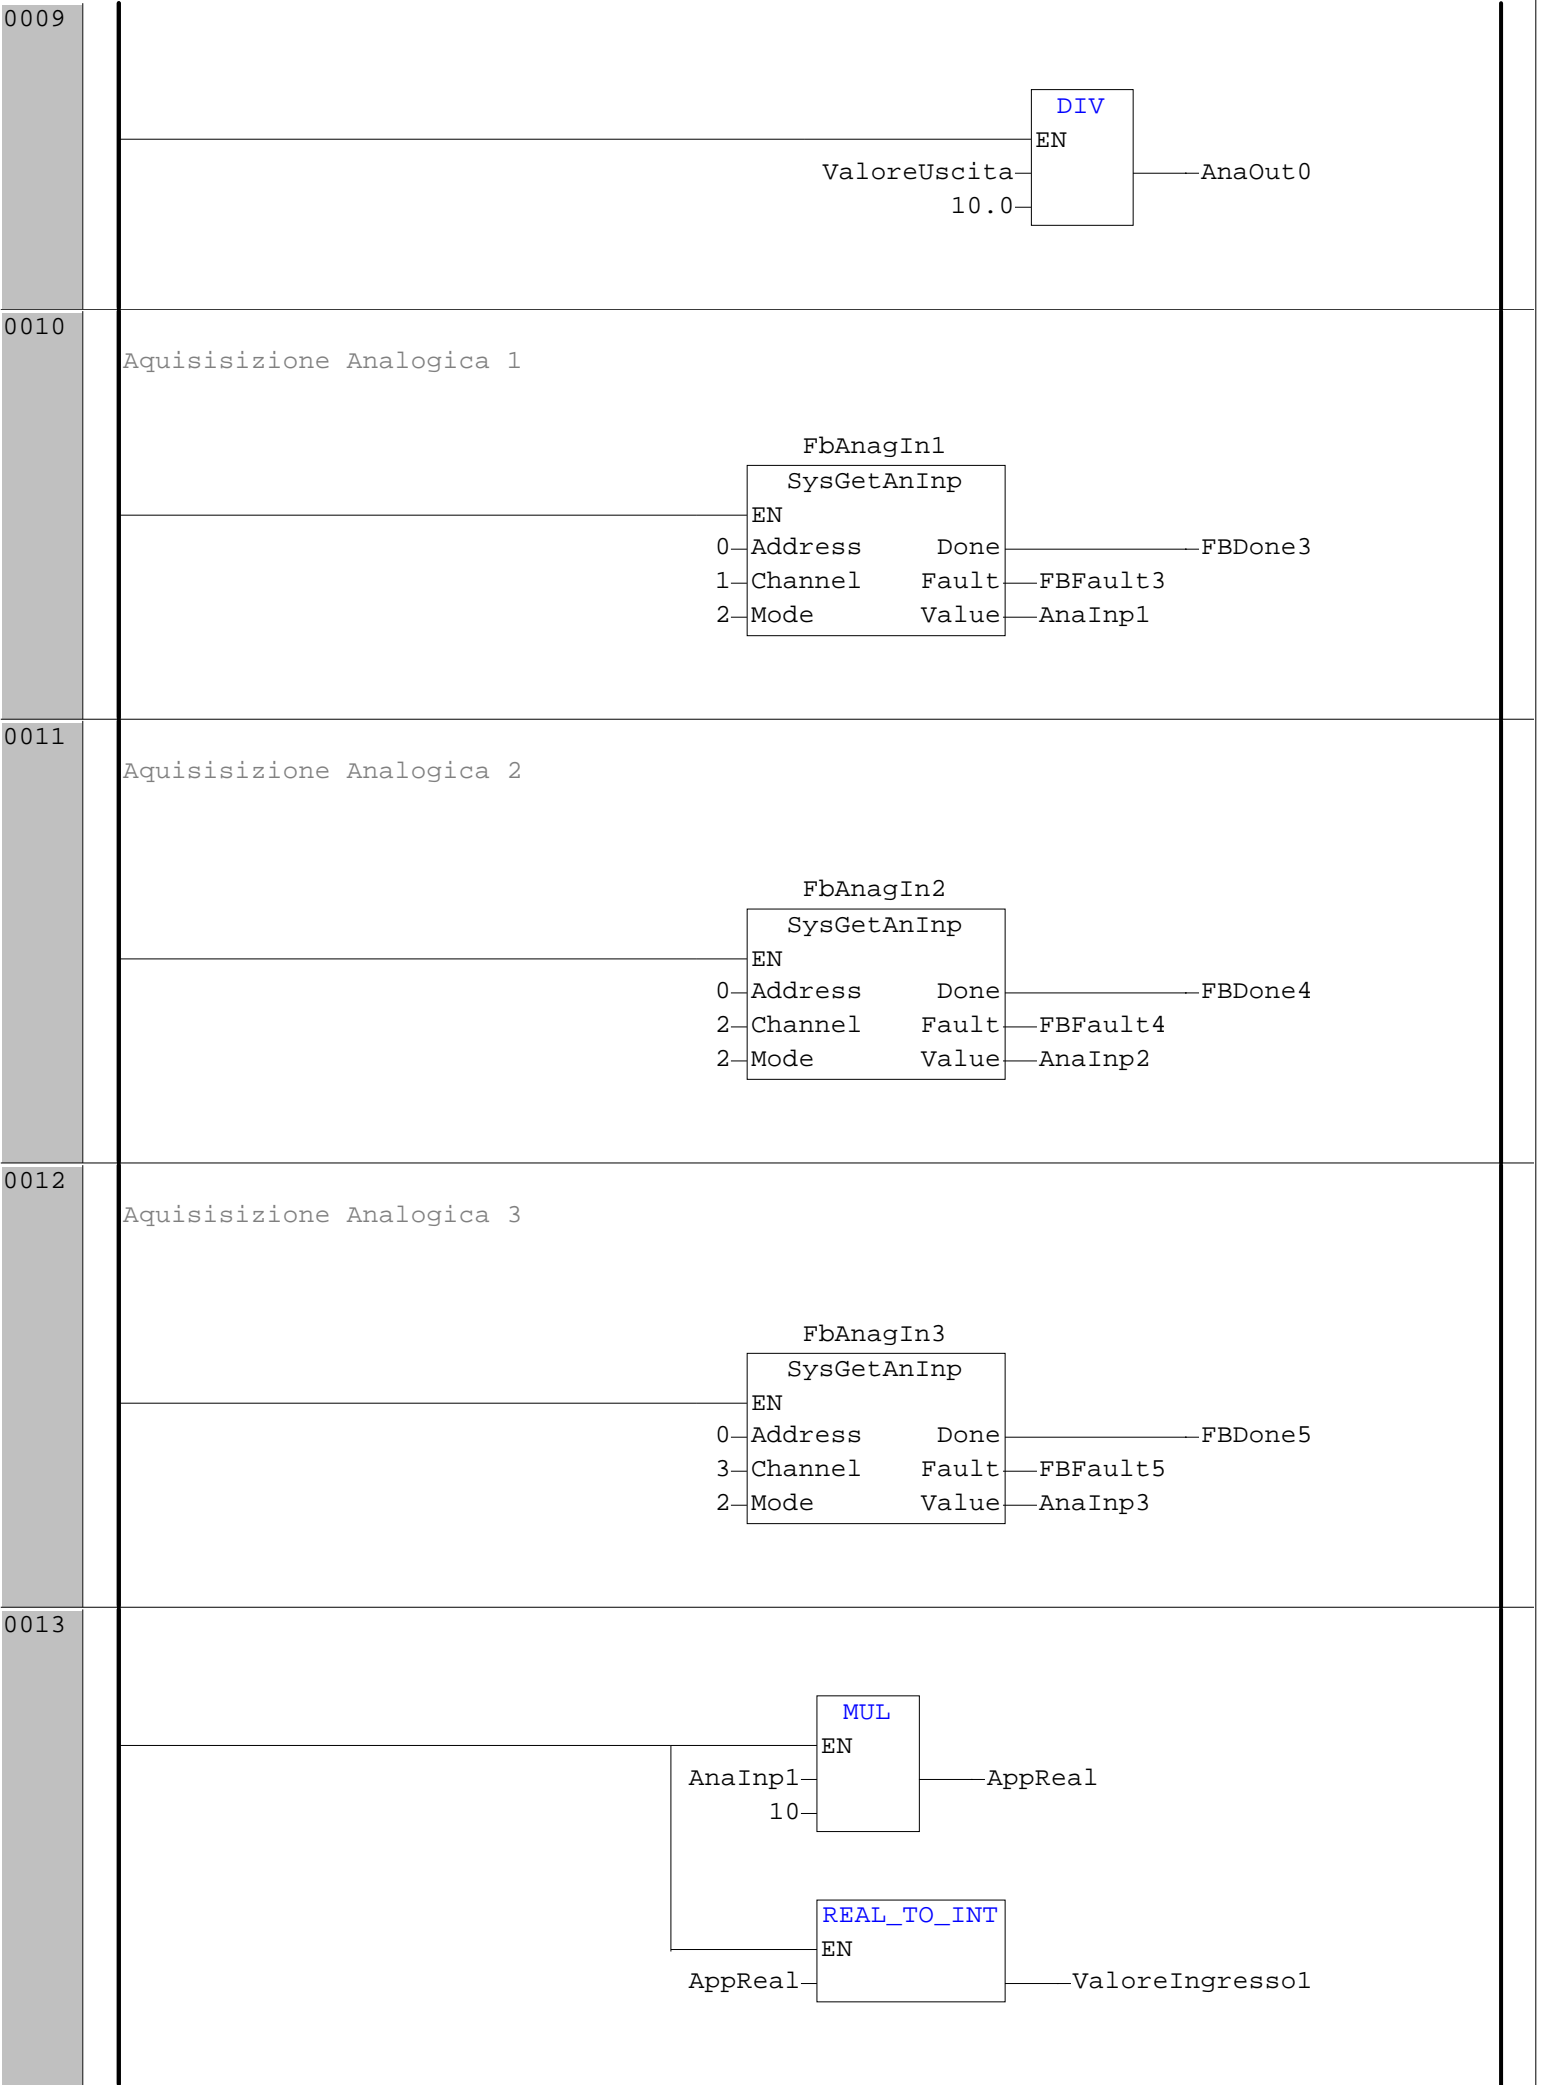 0009
DIV
EN
ValoreUscita AnaOut0
10.0
0010
Aquisisizione Analogica 1
FbAnagIn1
SysGetAnInp
EN
0 Address Done FBDone3
1 Channel Fault FBFault3
2 Mode Value AnaInp1
0011
Aquisisizione Analogica 2
FbAnagIn2
SysGetAnInp
EN
0 Address Done FBDone4
2 Channel Fault FBFault4
2 Mode Value AnaInp2
0012
Aquisisizione Analogica 3
FbAnagIn3
SysGetAnInp
EN
0 Address Done FBDone5
3 Channel Fault FBFault5
2 Mode Value AnaInp3
0013
MUL
EN
AnaInp1 AppReal
10
REAL_TO_INT
EN
AppReal ValoreIngresso1